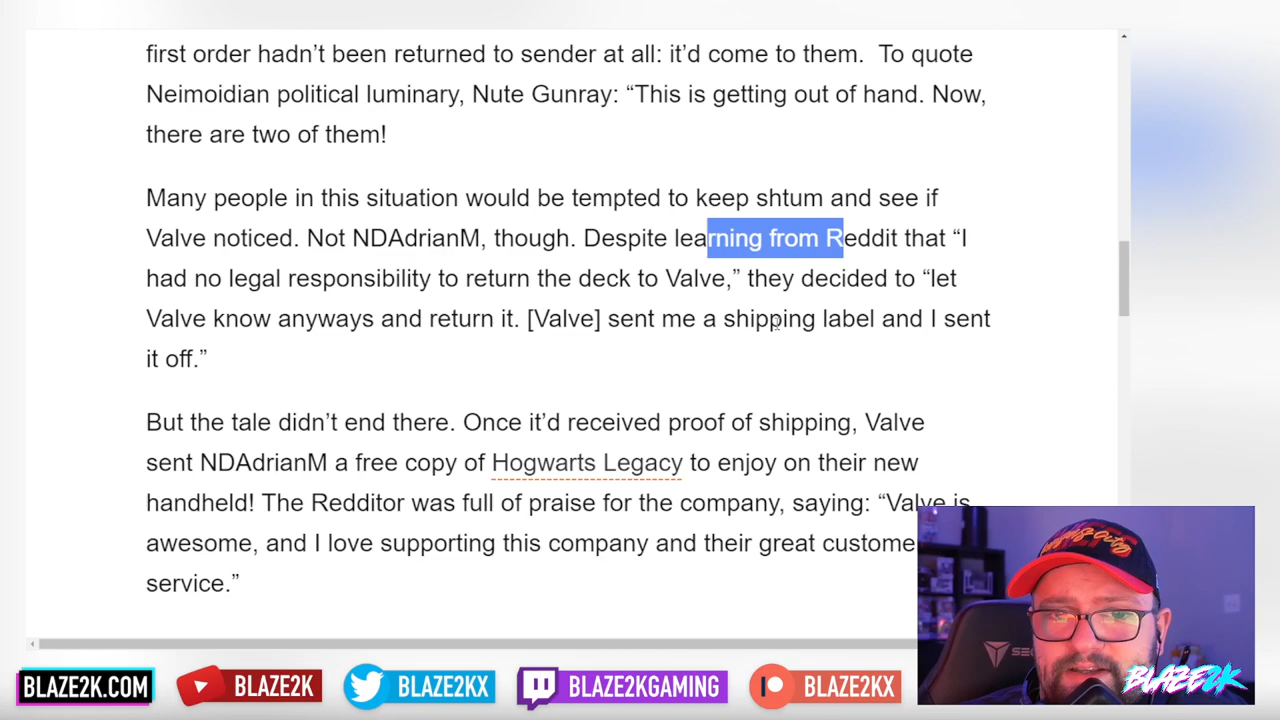 first order hadn’t been returned to sender at all: it’d come to them.  To quote
Neimoidian political luminary, Nute Gunray: “This is getting out of hand. Now,
there are two of them!
Many people in this situation would be tempted to keep shtum and see if
Valve noticed. Not NDAdrianM, though. Despite learning from Reddit that “I
had no legal responsibility to return the deck to Valve,” they decided to “let
Valve know anyways and return it. [Valve] sent me a shipping label and I sent
it off.”
But the tale didn’t end there. Once it’d received proof of shipping, Valve
sent NDAdrianM a free copy of Hogwarts Legacy to enjoy on their new
handheld! The Redditor was full of praise for the company, saying: “Valve is
awesome, and I love supporting this company and their great custome
service.”
BLAZE2K
BLAZE2K.COM
BLAZE2K
BLAZE2KX
BLAZE2KGAMING
BLAZE2KX